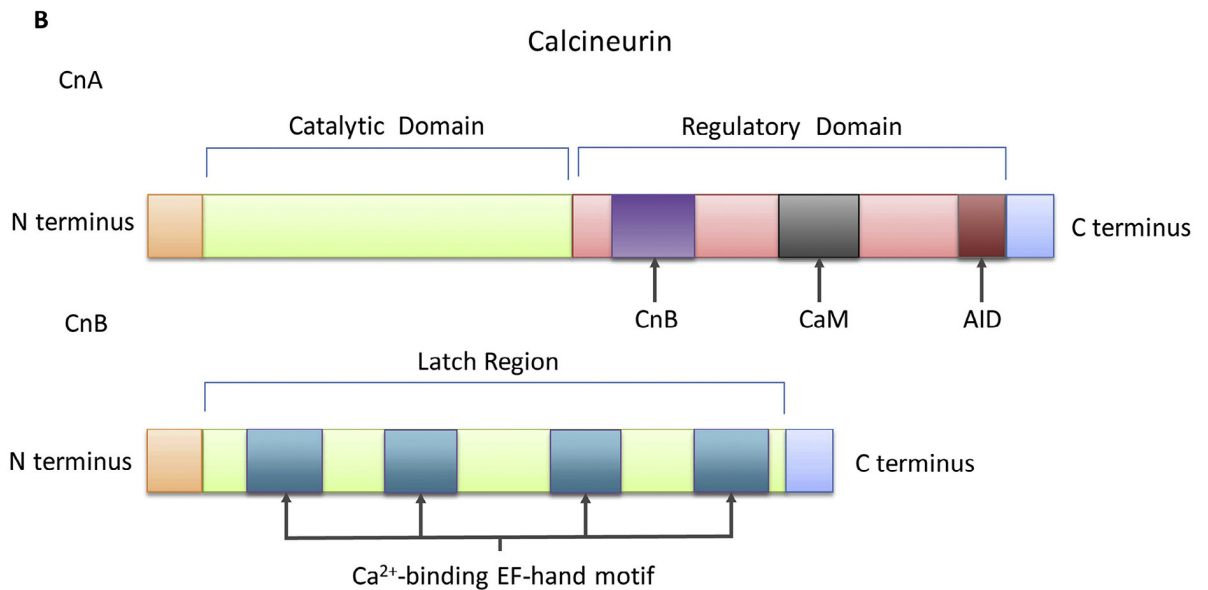 B
Calcineurin
CnA
Catalytic Domain
Regulatory Domain
N terminus
C terminus
CnB
CaM
AID
CnB
Latch Region
N terminus
C terminus
Ca²⁺-binding EF-hand motif